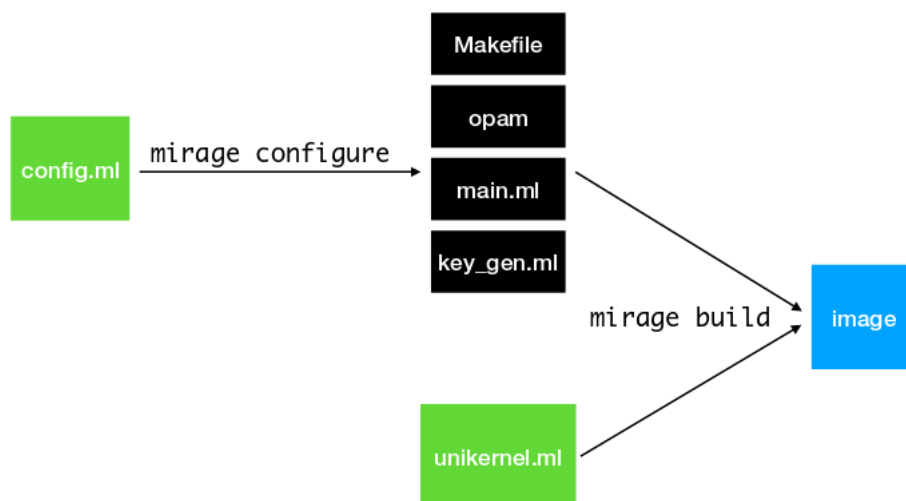 Makefile
opam
config.ml
mirage configure
main.ml
key_gen.ml
mirage build
image
unikernel.ml